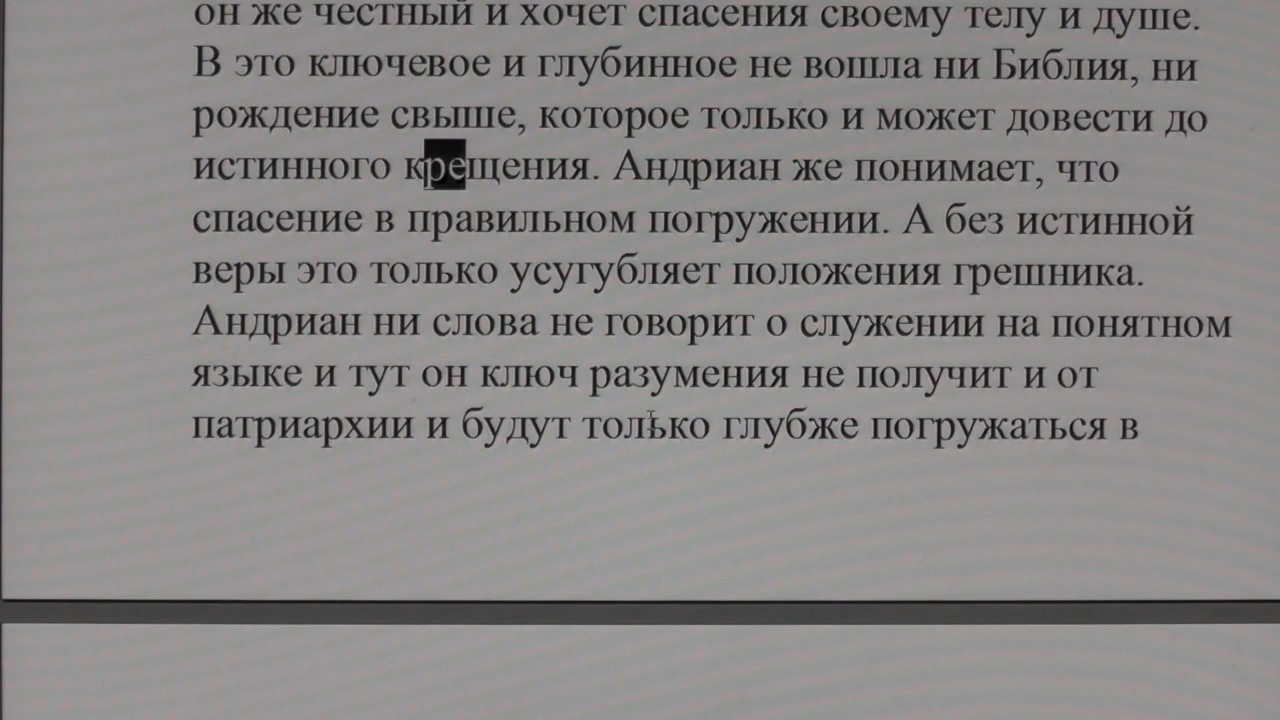 он же честный и хочет спасения своему телу и душе.
В это ключевое и глубинное не вошла ни Библия, ни
рождение свыше, которое только и может довести до
истинного крещения. Андриан же понимает, что
спасение в правильном погружении. А без истинной
веры это только усугубляет положения грешника.
Андриан ни слова не говорит о служении на понятном
языке и тут он ключ разумения не получит и от
патриархии и будут только глубже погружаться в